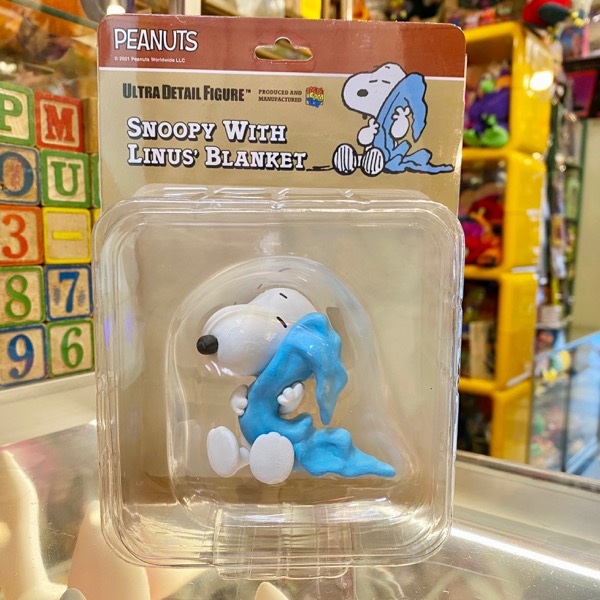 PEANUTS
© 2021 Peanuts Worldwide LLC
ULTRA DETAIL FIGURE™ PRODUCED AND
MANUFACTURED
SNOOPY WITH
LINUS' BLANKET
P M
O U
3 –
8 7
9 6